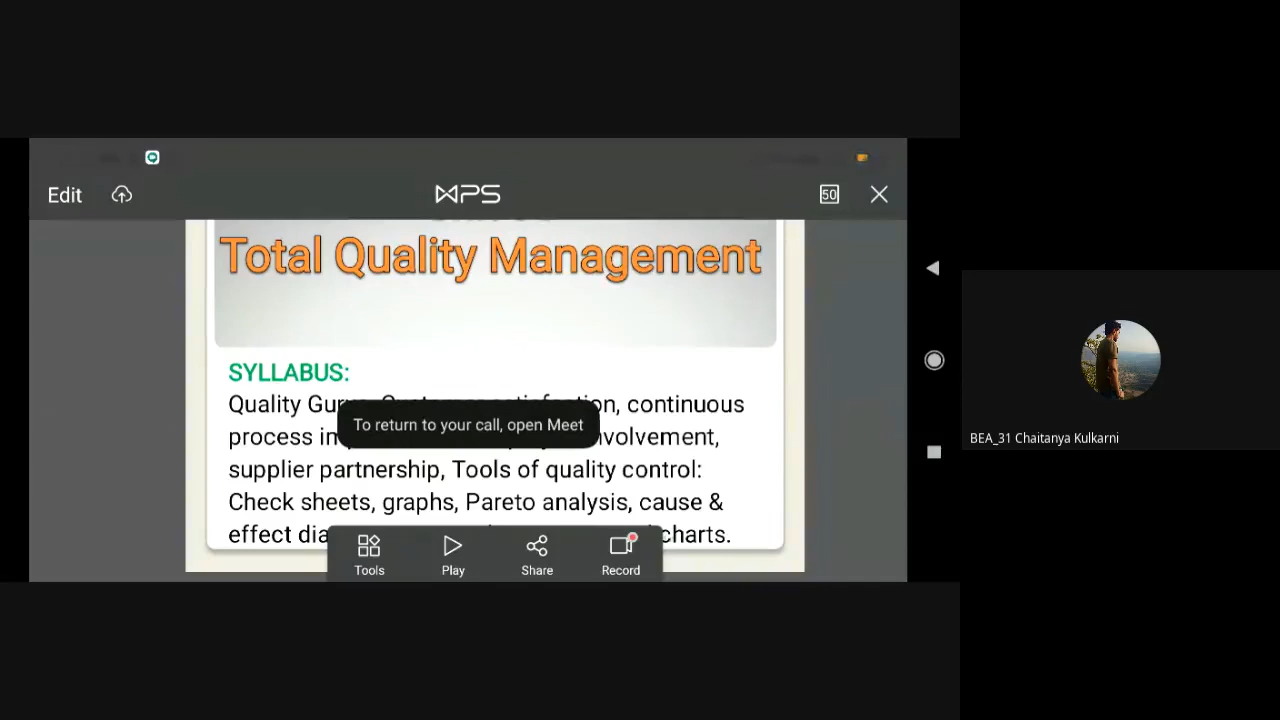 Edit
WPS
50
Total Quality Management
SYLLABUS:
Quality Gur , continuous
process im nvolvement,
To return to your call, open Meet
supplier partnership, Tools of quality control:
Check sheets, graphs, Pareto analysis, cause &
effect dia charts.
Tools
Play
Share
Record
BEA_31 Chaitanya Kulkarni